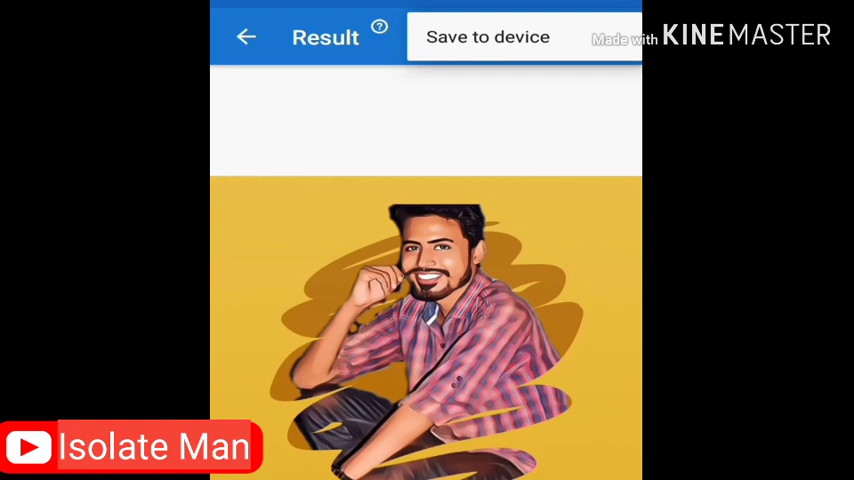 Result
?
Save to device
Made with KINEMASTER
Isolate Man